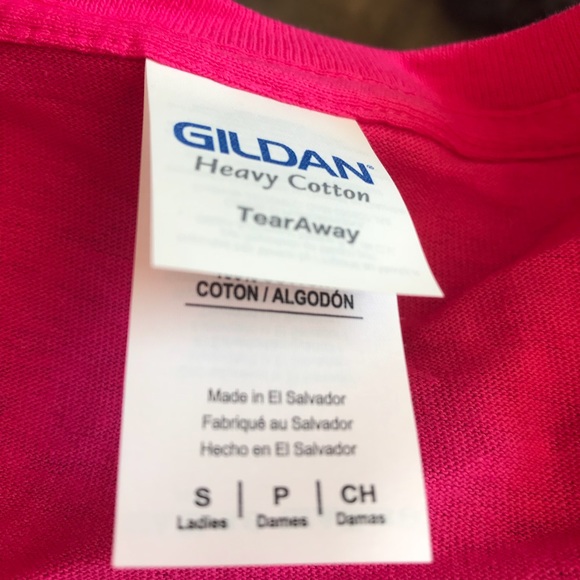 GILDAN™
Heavy Cotton
TearAway
COTON / ALGODÓN
Made in El Salvador
Fabriqué au Salvador
Hecho en El Salvador
S | P | CH
Ladies Dames Damas